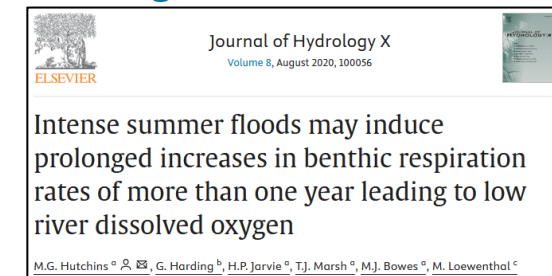 Journal of Hydrology X
Volume 8, August 2020, 100056
ELSEVIER
Intense summer floods may induce
prolonged increases in benthic respiration
rates of more than one year leading to low
river dissolved oxygen
M.G. Hutchins a, G. Harding b, H.P. Jarvie a, T.J. Marsh a, M.J. Bowes a, M. Loewenthal c